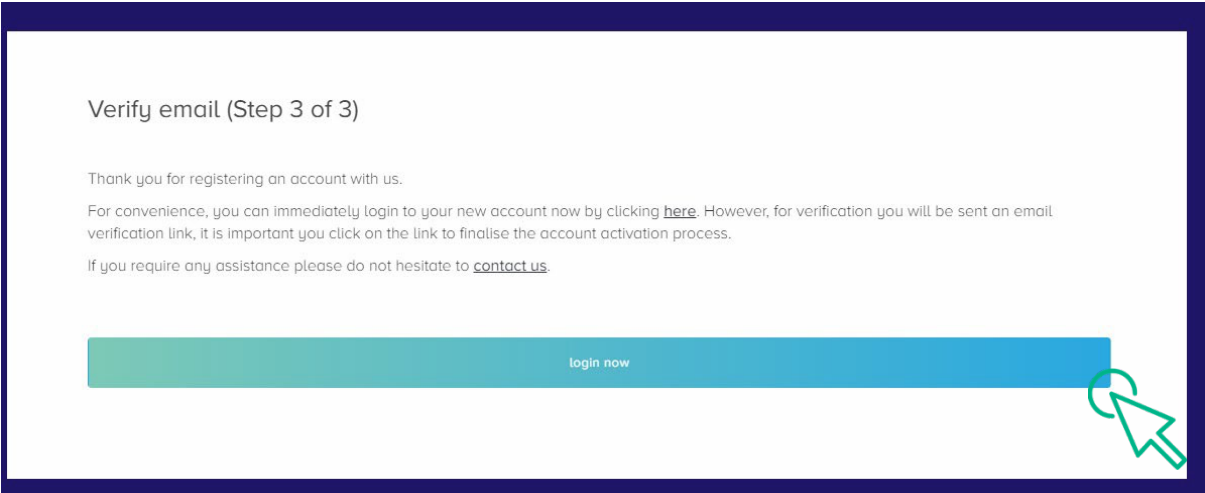 Verify email (Step 3 of 3)
Thank you for registering an account with us.
For convenience, you can immediately login to your new account now by clicking here. However, for verification you will be sent an email
verification link, it is important you click on the link to finalise the account activation process.
If you require any assistance please do not hesitate to contact us.
login now